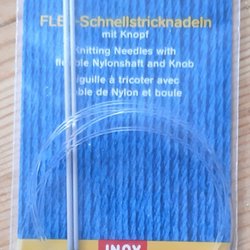 FLEX-Schnellstricknadeln
mit Knopf
Knitting Needles with
flexible Nylonshaft and Knob
Aiguille à tricoter avec
câble de Nylon et boule
INOX